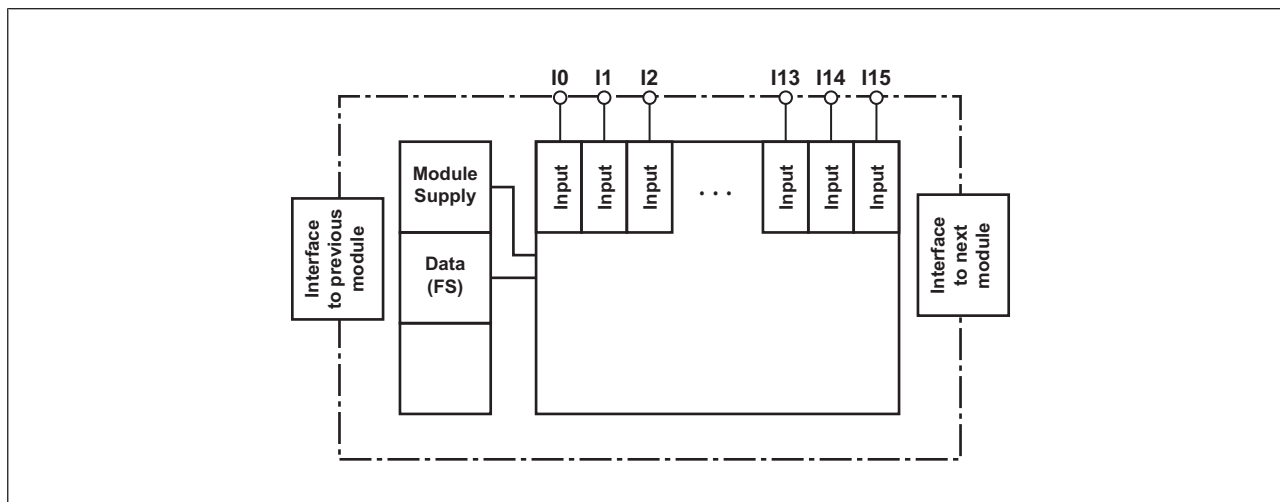 I0 I1 I2 I13 I14 I15
Module
Supply
Input Input Input . . . Input Input Input
Interface
to previous
module
Data
(FS)
Interface
to next
module